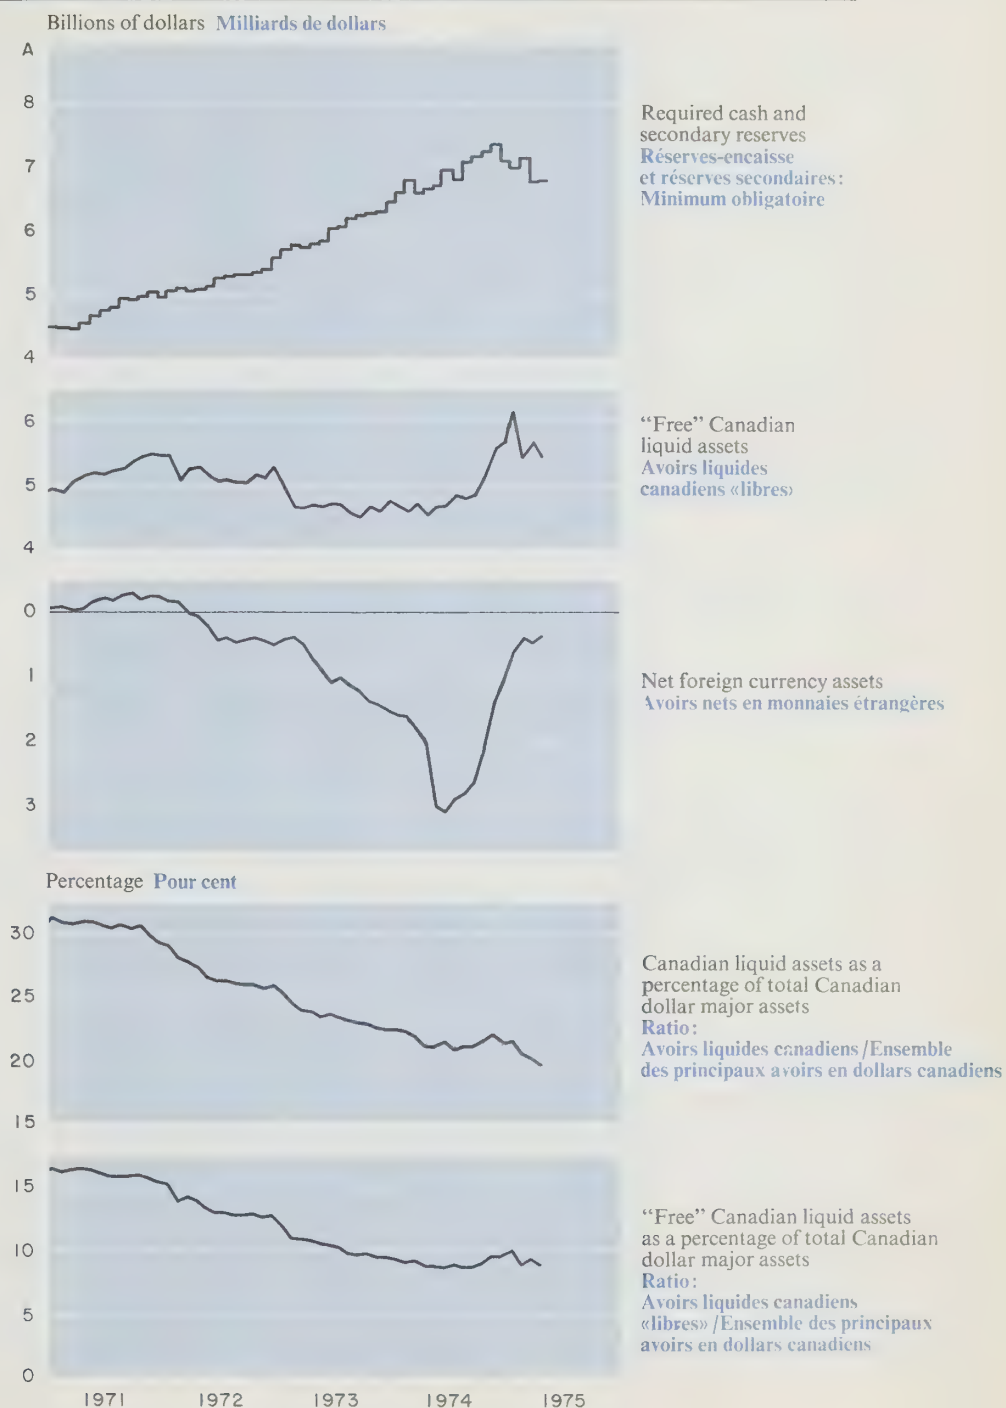 Billions of dollars Milliards de dollars
A
8
7
6
5
4
Required cash and
secondary reserves
Réserves-encaisse
et réserves secondaires:
Minimum obligatoire
6
5
4
"Free" Canadian
liquid assets
Avoirs liquides
canadiens «libres»
0
1
2
3
Net foreign currency assets
Avoirs nets en monnaies étrangères
Percentage Pour cent
30
25
20
15
Canadian liquid assets as a
percentage of total Canadian
dollar major assets
Ratio:
Avoirs liquides canadiens/Ensemble
des principaux avoirs en dollars canadiens
15
10
5
0
"Free" Canadian liquid assets
as a percentage of total Canadian
dollar major assets
Ratio:
Avoirs liquides canadiens
«libres»/Ensemble des principaux
avoirs en dollars canadiens
1971 1972 1973 1974 1975